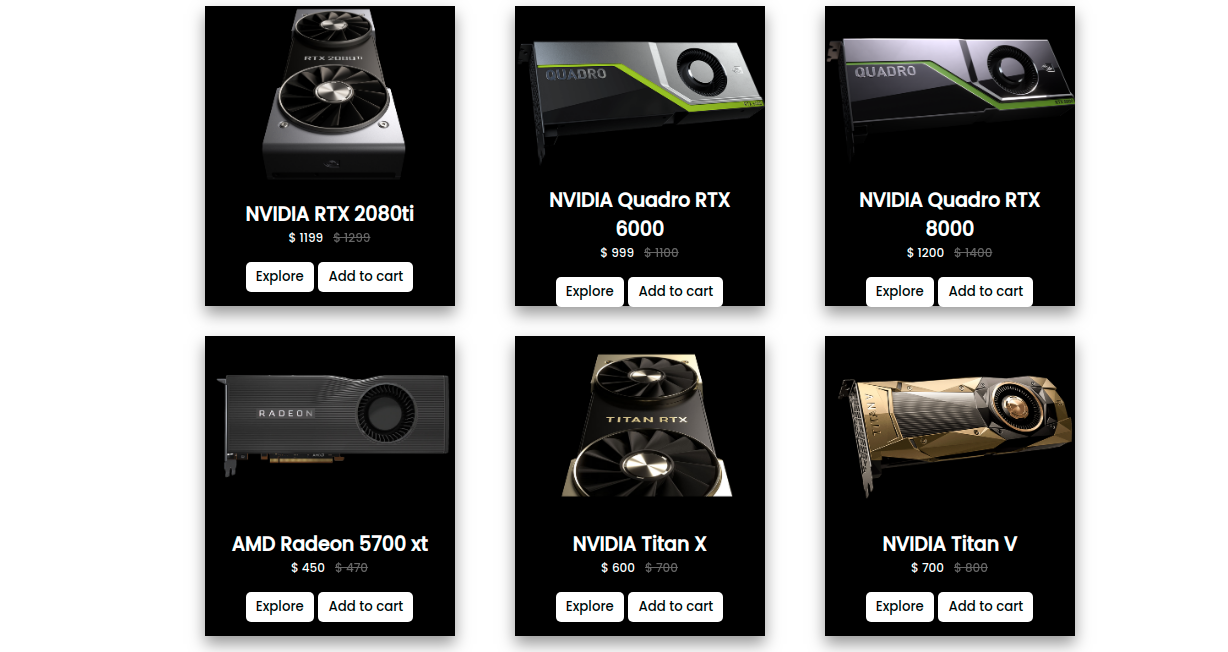 RTX 2080Ti
QUADRO
QUADRO
NVIDIA RTX 2080ti
$ 1199 $ 1299
Explore Add to cart
NVIDIA Quadro RTX
6000
$ 999 $ 1100
Explore Add to cart
NVIDIA Quadro RTX
8000
$ 1200 $ 1400
Explore Add to cart
RADEON
TITAN RTX
AMD Radeon 5700 xt
$ 450 $ 470
Explore Add to cart
NVIDIA Titan X
$ 600 $ 700
Explore Add to cart
NVIDIA Titan V
$ 700 $ 800
Explore Add to cart